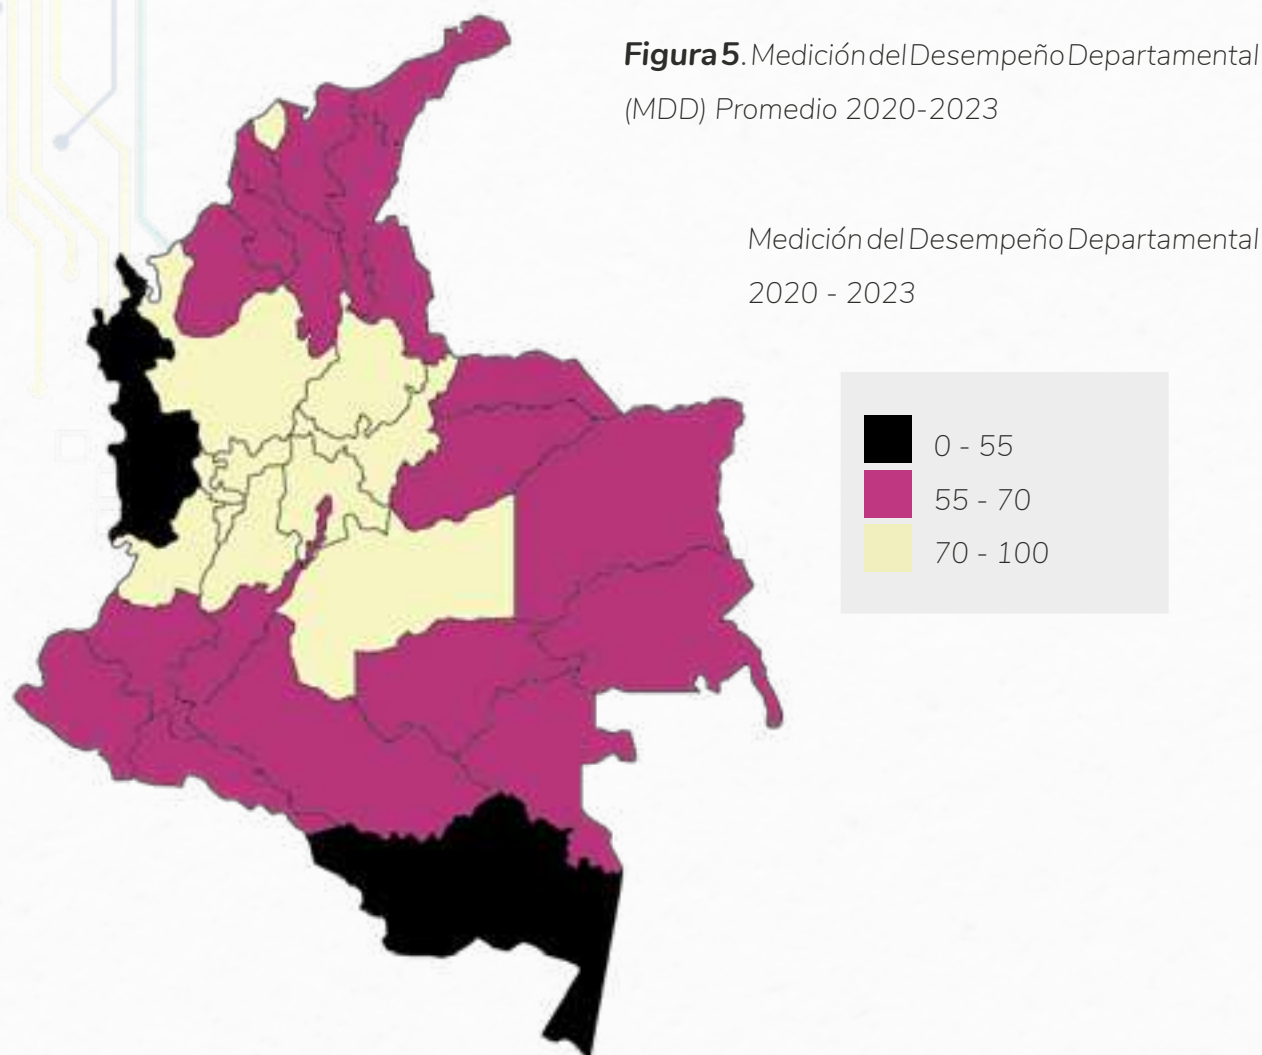 Figura 5. Medición del Desempeño Departamental
(MDD) Promedio 2020-2023
Medición del Desempeño Departamental
2020 - 2023
0 - 55
55 - 70
70 - 100